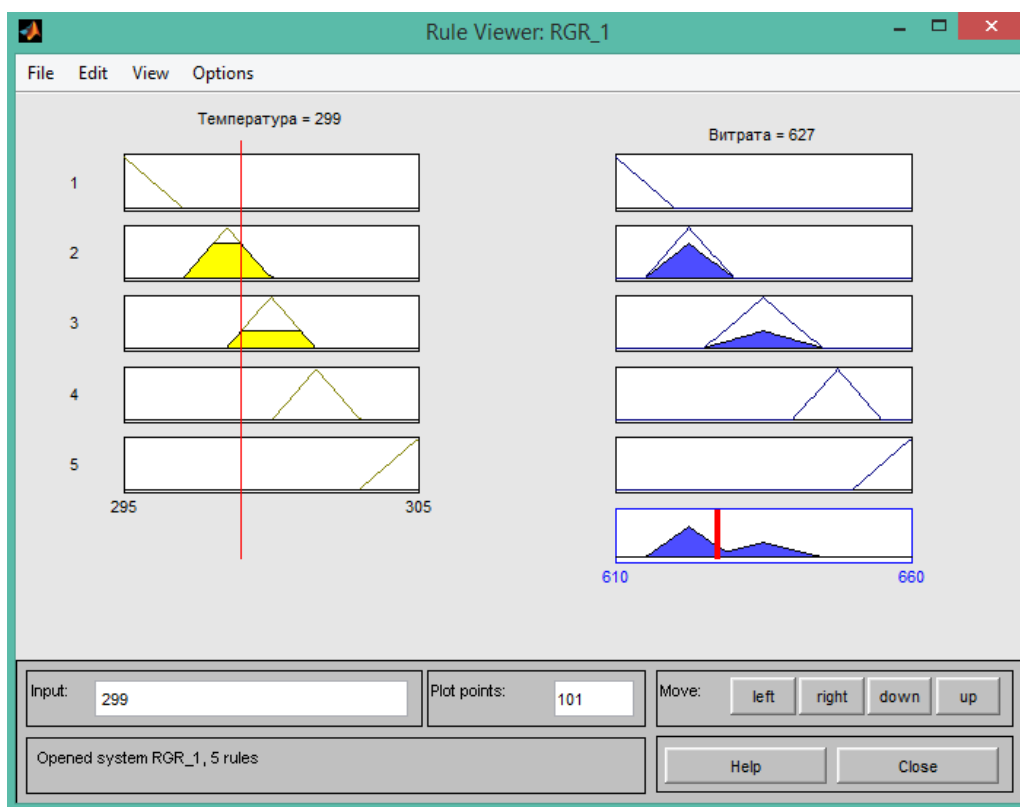 Rule Viewer: RGR_1
File Edit View Options
Температура = 299
Витрата = 627
1
2
3
4
5
295 305
610 660
Input: 299
Plot points: 101
Move: left right down up
Opened system RGR_1, 5 rules
Help Close